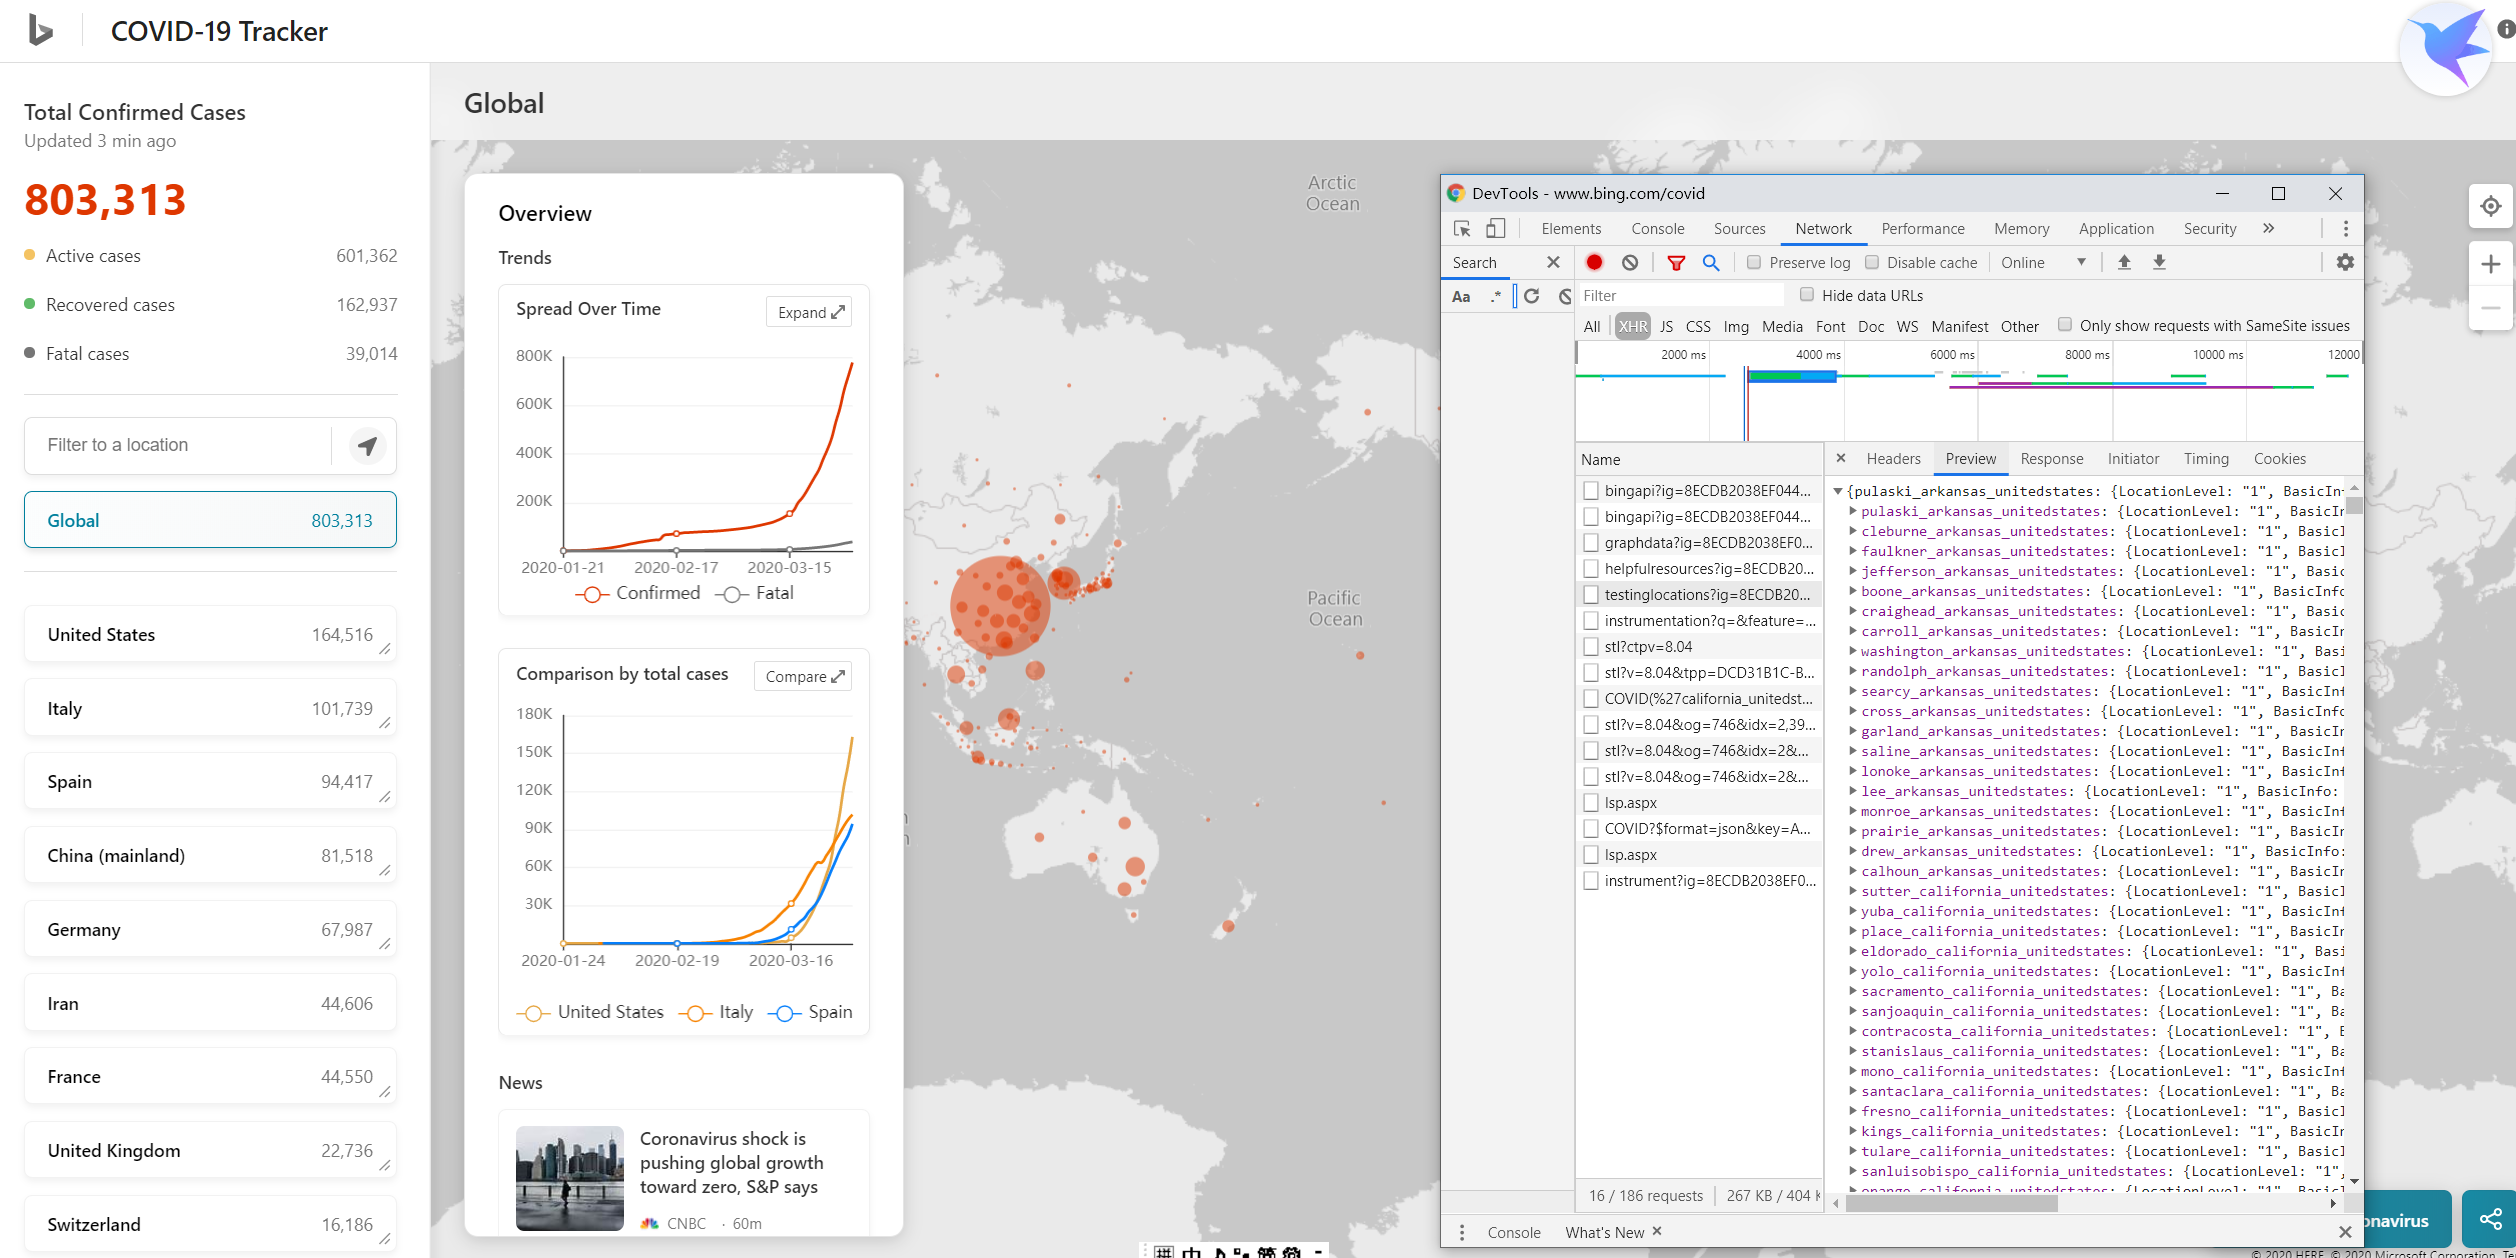 COVID-19 Tracker
Total Confirmed Cases
Updated 3 min ago
803,313
Active cases 601,362
Recovered cases 162,937
Fatal cases 39,014
Filter to a location
Global 803,313
United States 164,516
Italy 101,739
Spain 94,417
China (mainland) 81,518
Germany 67,987
Iran 44,606
France 44,550
United Kingdom 22,736
Switzerland 16,186
Global
Overview
Trends
Spread Over Time
Expand
800K
600K
400K
200K
2020-01-21 2020-02-17 2020-03-15
Confirmed Fatal
Comparison by total cases
Compare
180K
150K
120K
90K
60K
30K
2020-01-24 2020-02-19 2020-03-16
United States Italy Spain
News
Coronavirus shock is
pushing global growth
toward zero, S&P says
CNBC · 60m
Arctic
Ocean
Pacific
Ocean
DevTools - www.bing.com/covid
Elements Console Sources Network Performance Memory Application Security »
Search
Preserve log Disable cache Online
Aa .*
Filter
Hide data URLs
All XHR JS CSS Img Media Font Doc WS Manifest Other Only show requests with SameSite issues
2000 ms 4000 ms 6000 ms 8000 ms 10000 ms 12000
Name
bingapi?ig=8ECDB2038EF044...
bingapi?ig=8ECDB2038EF044...
graphdata?ig=8ECDB2038EF0...
helpfulresources?ig=8ECDB20...
testinglocations?ig=8ECDB20...
instrumentation?q=&feature=...
stl?ctpv=8.04
stl?v=8.04&tpp=DCD31B1C-B...
COVID(%27california_unitedst...
stl?v=8.04&og=746&idx=2,39...
stl?v=8.04&og=746&idx=2&...
stl?v=8.04&og=746&idx=2&...
lsp.aspx
COVID?$format=json&key=A...
lsp.aspx
instrument?ig=8ECDB2038EF0...
16 / 186 requests 267 KB / 404 K
Headers Preview Response Initiator Timing Cookies
{pulaski_arkansas_unitedstates: {LocationLevel: "1", BasicInf
pulaski_arkansas_unitedstates: {LocationLevel: "1", BasicIr
cleburne_arkansas_unitedstates: {LocationLevel: "1", BasicI
faulkner_arkansas_unitedstates: {LocationLevel: "1", BasicI
jefferson_arkansas_unitedstates: {LocationLevel: "1", Basic
boone_arkansas_unitedstates: {LocationLevel: "1", BasicInfo
craighead_arkansas_unitedstates: {LocationLevel: "1", Basic
carroll_arkansas_unitedstates: {LocationLevel: "1", BasicIr
washington_arkansas_unitedstates: {LocationLevel: "1", Basi
randolph_arkansas_unitedstates: {LocationLevel: "1", BasicI
searcy_arkansas_unitedstates: {LocationLevel: "1", BasicInf
cross_arkansas_unitedstates: {LocationLevel: "1", BasicInfo
garland_arkansas_unitedstates: {LocationLevel: "1", BasicIr
saline_arkansas_unitedstates: {LocationLevel: "1", BasicInf
lonoke_arkansas_unitedstates: {LocationLevel: "1", BasicInf
lee_arkansas_unitedstates: {LocationLevel: "1", BasicInfo:
monroe_arkansas_unitedstates: {LocationLevel: "1", BasicInf
prairie_arkansas_unitedstates: {LocationLevel: "1", BasicIr
drew_arkansas_unitedstates: {LocationLevel: "1", BasicInfo:
calhoun_arkansas_unitedstates: {LocationLevel: "1", BasicIr
sutter_california_unitedstates: {LocationLevel: "1", BasicI
yuba_california_unitedstates: {LocationLevel: "1", BasicInf
place_california_unitedstates: {LocationLevel: "1", BasicIr
eldorado_california_unitedstates: {LocationLevel: "1", Basi
yolo_california_unitedstates: {LocationLevel: "1", BasicInf
sacramento_california_unitedstates: {LocationLevel: "1", Ba
sanjoaquin_california_unitedstates: {LocationLevel: "1", Ba
contracosta_california_unitedstates: {LocationLevel: "1", B
stanislaus_california_unitedstates: {LocationLevel: "1", Ba
mono_california_unitedstates: {LocationLevel: "1", BasicInf
santaclara_california_unitedstates: {LocationLevel: "1", Ba
fresno_california_unitedstates: {LocationLevel: "1", BasicI
kings_california_unitedstates: {LocationLevel: "1", BasicIr
tulare_california_unitedstates: {LocationLevel: "1", BasicI
sanluisobispo_california_unitedstates: {LocationLevel: "1",
Console What's New
onavirus
© 2020 HERE, © 2020 Microsoft Corporation,